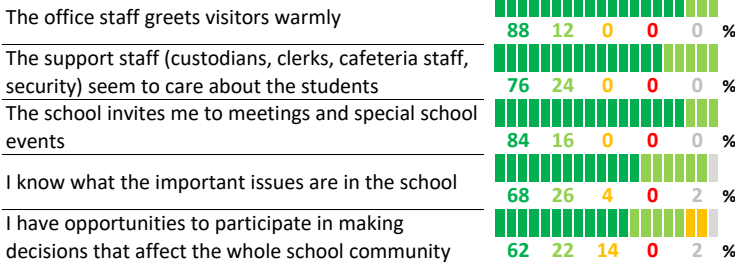 The office staff greets visitors warmly
88 12 0 0 0 %
The support staff (custodians, clerks, cafeteria staff,
security) seem to care about the students
76 24 0 0 0 %
The school invites me to meetings and special school
events
84 16 0 0 0 %
I know what the important issues are in the school
68 26 4 0 2 %
I have opportunities to participate in making
decisions that affect the whole school community
62 22 14 0 2 %